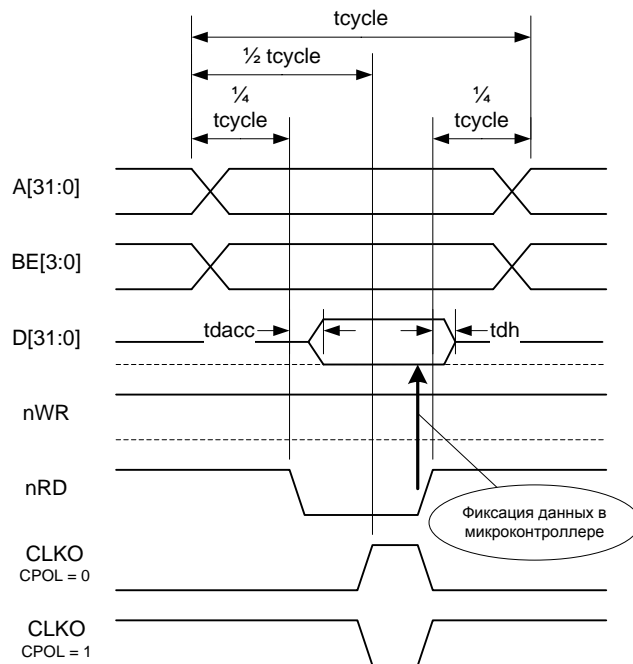 tcycle
½ tcycle
¼
tcycle
¼
tcycle
A[31:0]
BE[3:0]
D[31:0]
tdacc
tdh
nWR
nRD
Фиксация данных в
микроконтроллере
CLKO
CPOL = 0
CLKO
CPOL = 1